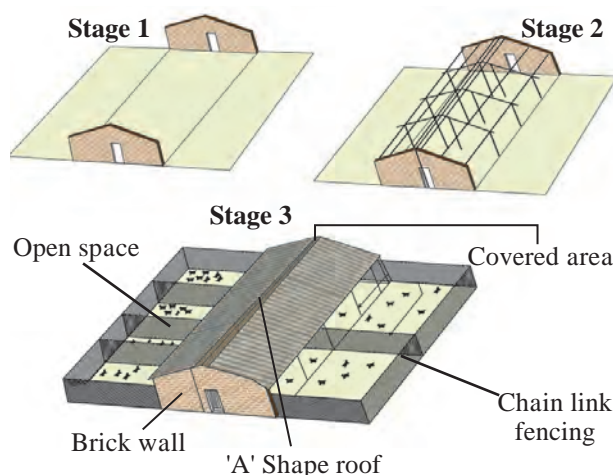 Stage 1
Stage 2
Stage 3
Open space
Covered area
Brick wall
'A' Shape roof
Chain link
fencing